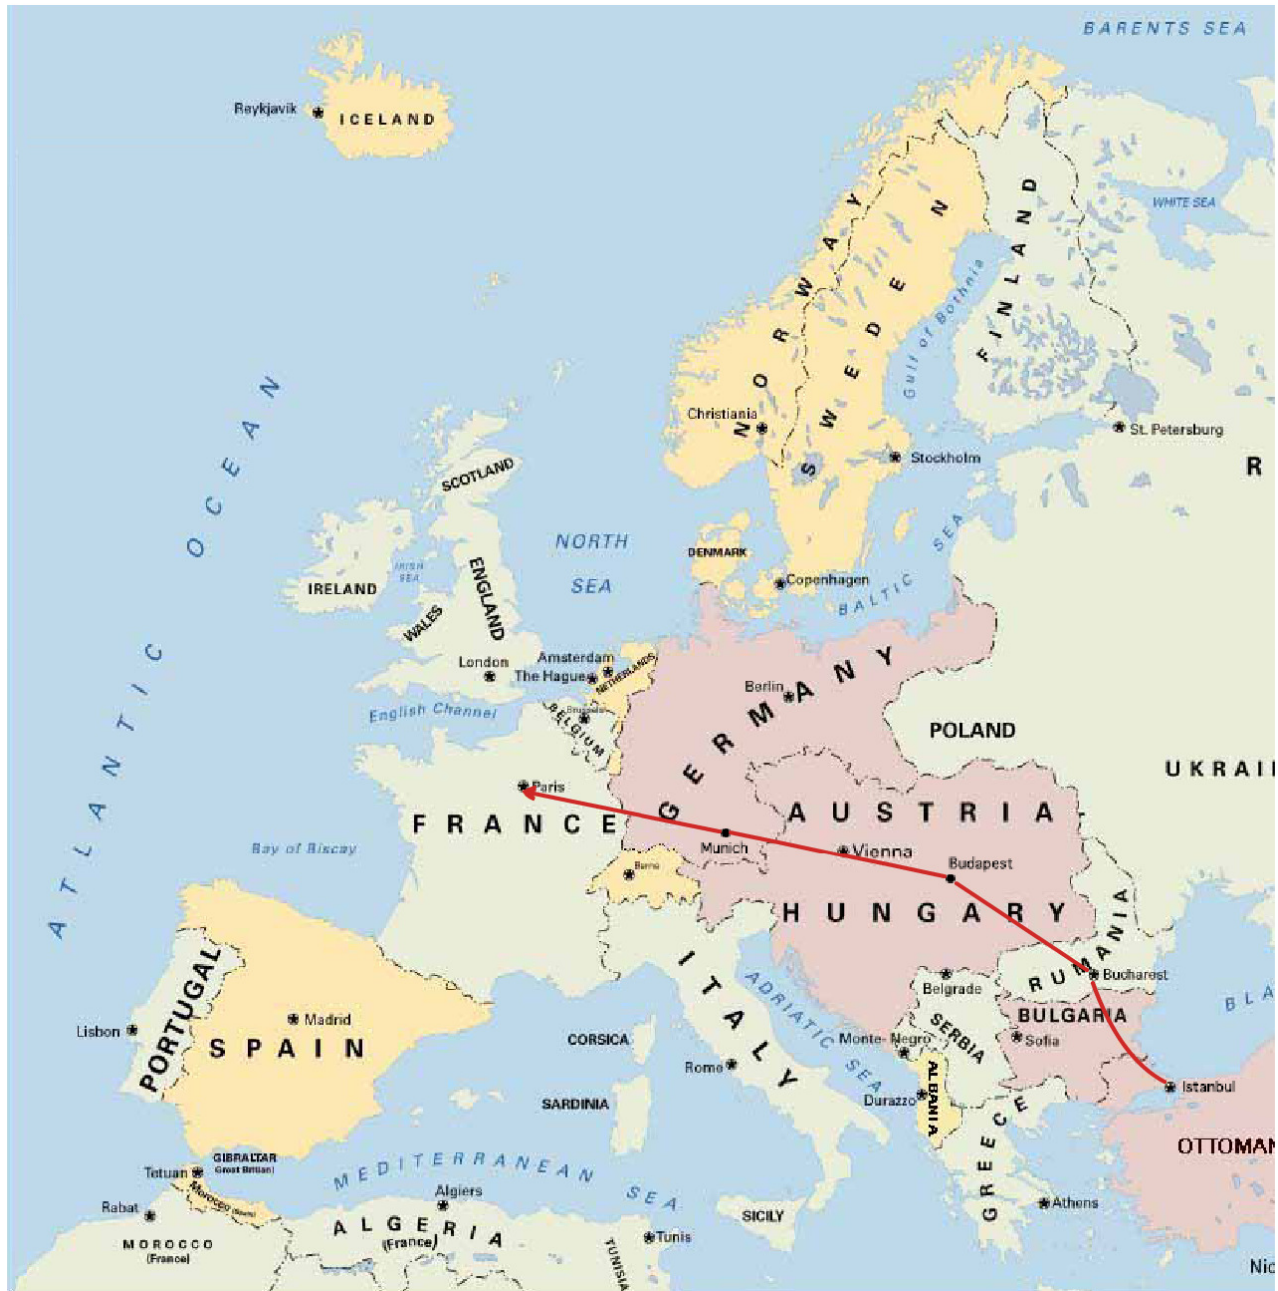 BARENTS SEA
Reykjavik
ICELAND
WHITE SEA
NORWAY
SWEDEN
FINLAND
Gulf of Bothnia
ATLANTIC OCEAN
Christiania
Stockholm
St. Petersburg
R
SCOTLAND
NORTH
SEA
DENMARK
BALTIC SEA
IRISH
SEA
IRELAND
ENGLAND
WALES
Copenhagen
London
Amsterdam
The Hague
NETHERLANDS
Berlin
GERMANY
English Channel
Brussels
BELGIUM
POLAND
UKRAI
Paris
FRANCE
AUSTRIA
Munich
Vienna
Budapest
Bay of Biscay
Berne
HUNGARY
RUMANIA
Bucharest
ITALY
ADRIATIC SEA
Belgrade
BLA
PORTUGAL
Lisbon
Madrid
SPAIN
CORSICA
Monte-Negro
SERBIA
BULGARIA
Sofia
Rome
SARDINIA
Durazzo
ALBANIA
Istanbul
GREECE
OTTOMAN
GIBRALTAR
Great Britian)
MEDITERRANEAN SEA
Tetuan
Morocco (Spain)
Rabat
Algiers
SICILY
Athens
MOROCCO
(France)
ALGERIA
(France)
Tunis
TUNISIA
Nic